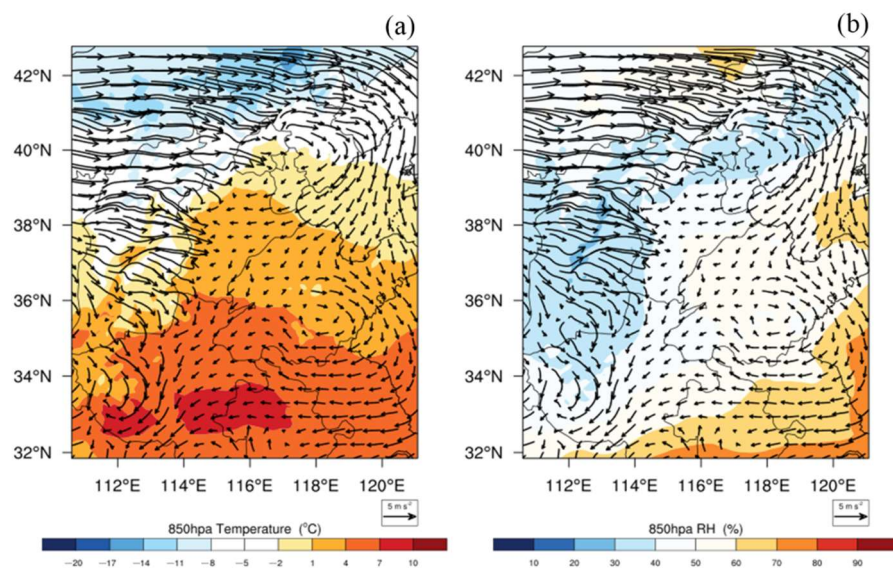 (a)
(b)
42°N
40°N
38°N
36°N
34°N
32°N
112°E 114°E 116°E 118°E 120°E
5 m s⁻¹
850hpa Temperature (°C)
−20 −17 −14 −11 −8 −5 −2 1 4 7 10
42°N
40°N
38°N
36°N
34°N
32°N
112°E 114°E 116°E 118°E 120°E
5 m s⁻¹
850hpa RH (%)
10 20 30 40 50 60 70 80 90